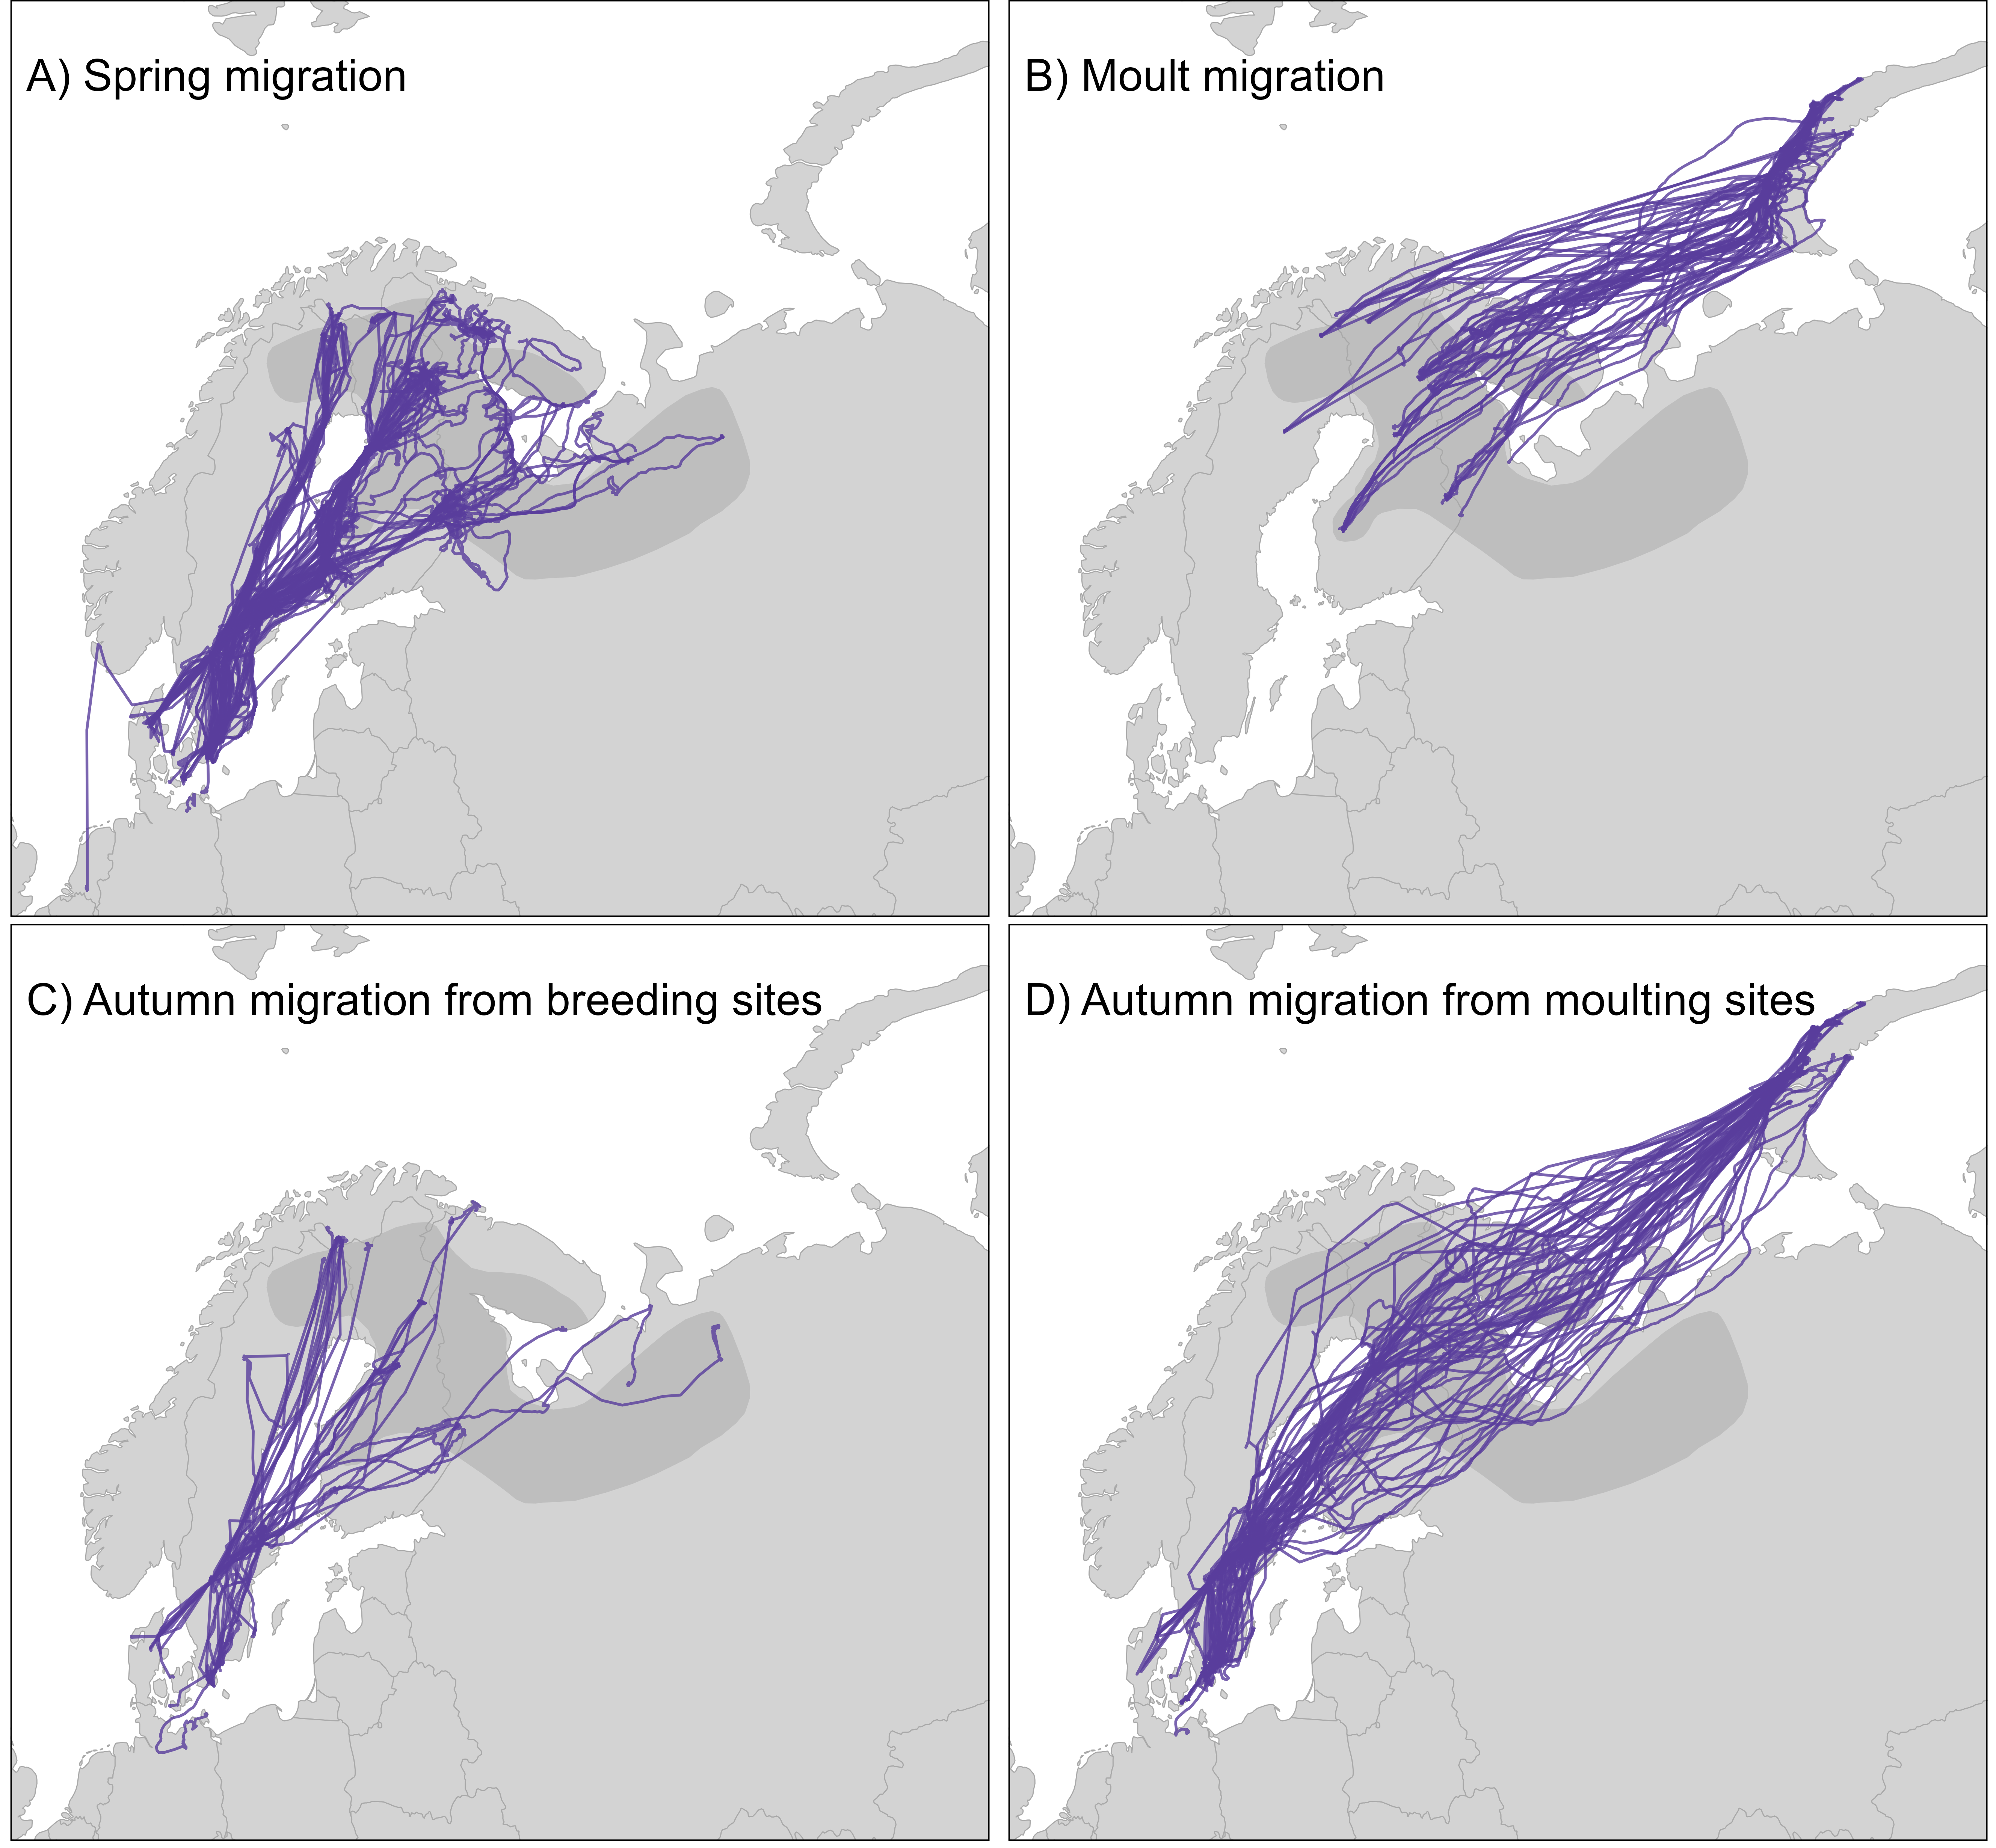 A) Spring migration
B) Moult migration
C) Autumn migration from breeding sites
D) Autumn migration from moulting sites